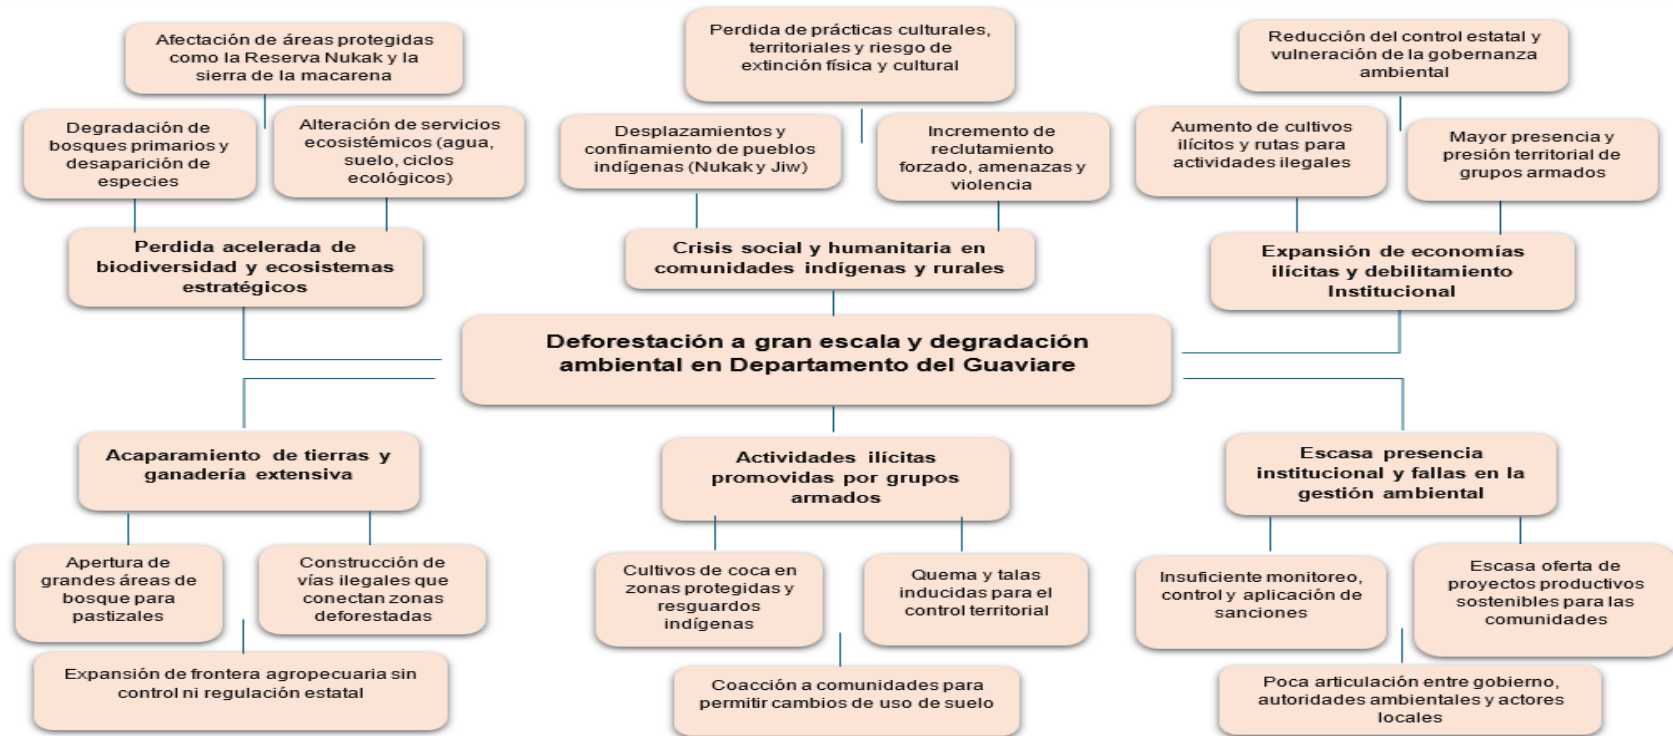 Afectación de áreas protegidas
como la Reserva Nukak y la
sierra de la macarena
Perdida de prácticas culturales,
territoriales y riesgo de
extinción física y cultural
Reducción del control estatal y
vulneración de la gobernanza
ambiental
Degradación de
bosques primarios y
desaparición de
especies
Alteración de servicios
ecosistémicos (agua,
suelo, ciclos
ecológicos)
Desplazamientos y
confinamiento de pueblos
indígenas (Nukak y Jiw)
Incremento de
reclutamiento
forzado, amenazas y
violencia
Aumento de cultivos
ilícitos y rutas para
actividades ilegales
Mayor presencia y
presión territorial de
grupos armados
Perdida acelerada de
biodiversidad y ecosistemas
estratégicos
Crisis social y humanitaria en
comunidades indígenas y rurales
Expansión de economías
ilícitas y debilitamiento
Institucional
Deforestación a gran escala y degradación
ambiental en Departamento del Guaviare
Acaparamiento de tierras y
ganadería extensiva
Actividades ilícitas
promovidas por grupos
armados
Escasa presencia
institucional y fallas en la
gestión ambiental
Apertura de
grandes áreas de
bosque para
pastizales
Construcción de
vías ilegales que
conectan zonas
deforestadas
Cultivos de coca en
zonas protegidas y
resguardos
indígenas
Quema y talas
inducidas para el
control territorial
Insuficiente monitoreo,
control y aplicación de
sanciones
Escasa oferta de
proyectos productivos
sostenibles para las
comunidades
Expansión de frontera agropecuaria sin
control ni regulación estatal
Coacción a comunidades para
permitir cambios de uso de suelo
Poca articulación entre gobierno,
autoridades ambientales y actores
locales